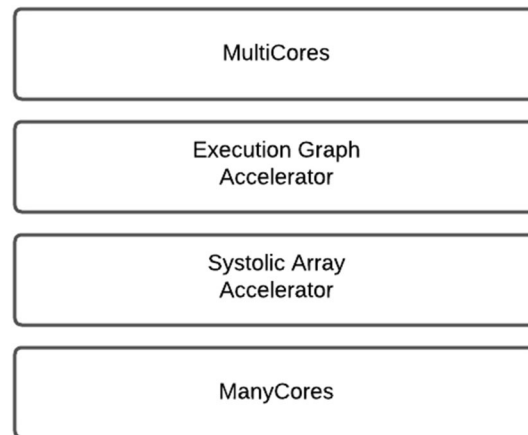 MultiCores
Execution Graph
Accelerator
Systolic Array
Accelerator
ManyCores